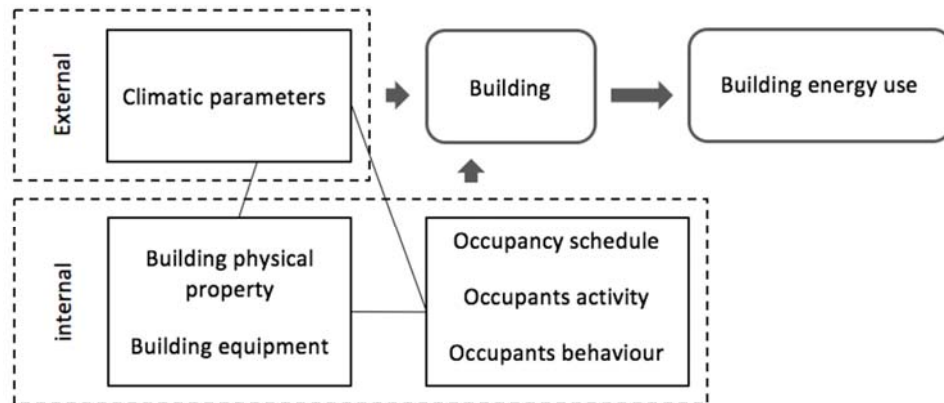 External
Climatic parameters
Building
Building energy use
internal
Building physical
property
Building equipment
Occupancy schedule
Occupants activity
Occupants behaviour